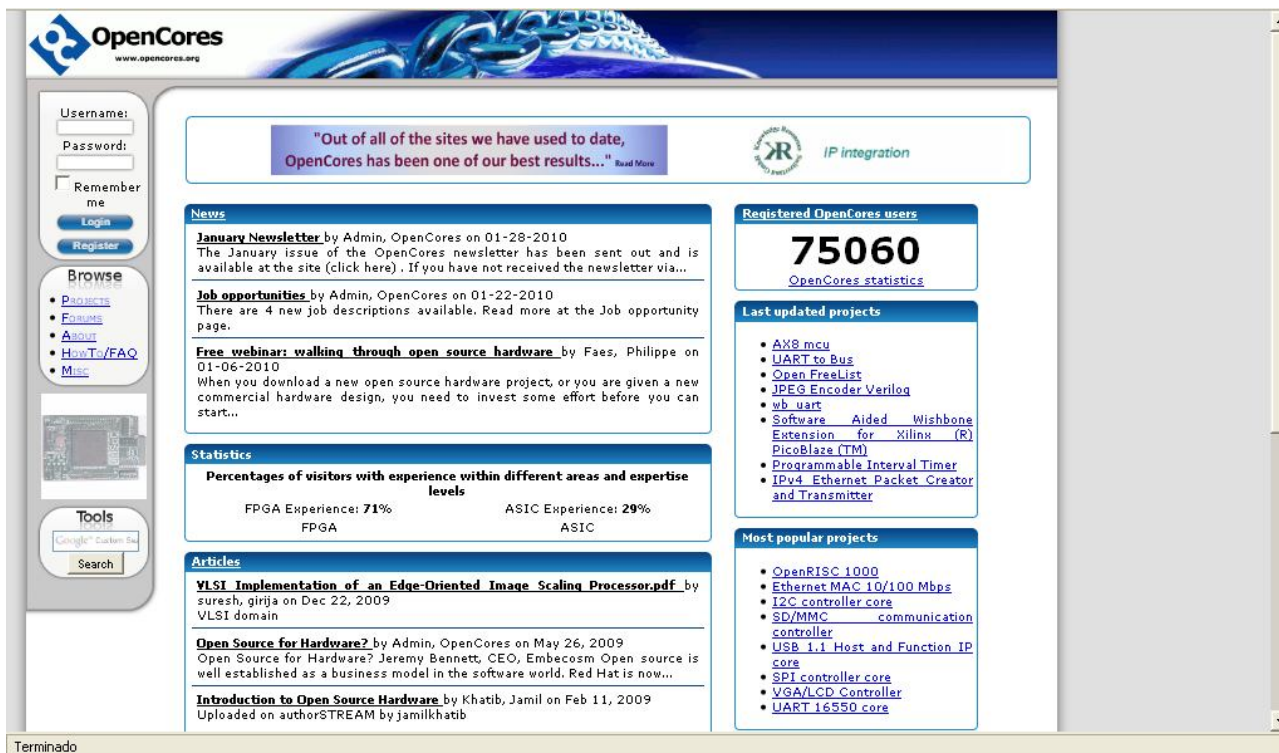 OpenCores
www.opencores.org
Username:
Password:
Remember
me
Login
Register
Browse
Projects
Forums
About
HowTo/FAQ
Misc
Tools
Google™ Custom Sea
Search
"Out of all of the sites we have used to date,
OpenCores has been one of our best results..." Read More
KR
IP integration
News
January Newsletter by Admin, OpenCores on 01-28-2010
The January issue of the OpenCores newsletter has been sent out and is
available at the site (click here) . If you have not received the newsletter via...
Job opportunities by Admin, OpenCores on 01-22-2010
There are 4 new job descriptions available. Read more at the Job opportunity
page.
Free webinar: walking through open source hardware by Faes, Philippe on
01-06-2010
When you download a new open source hardware project, or you are given a new
commercial hardware design, you need to invest some effort before you can
start...
Statistics
Percentages of visitors with experience within different areas and expertise
levels
FPGA Experience: 71% ASIC Experience: 29%
FPGA ASIC
Articles
VLSI Implementation of an Edge-Oriented Image Scaling Processor.pdf by
suresh, girija on Dec 22, 2009
VLSI domain
Open Source for Hardware? by Admin, OpenCores on May 26, 2009
Open Source for Hardware? Jeremy Bennett, CEO, Embecosm Open source is
well established as a business model in the software world. Red Hat is now...
Introduction to Open Source Hardware by Khatib, Jamil on Feb 11, 2009
Uploaded on authorSTREAM by jamilkhatib
Registered OpenCores users
75060
OpenCores statistics
Last updated projects
AX8 mcu
UART to Bus
Open FreeList
JPEG Encoder Verilog
wb_uart
Software Aided Wishbone
Extension for Xilinx (R)
PicoBlaze (TM)
Programmable Interval Timer
IPv4 Ethernet Packet Creator
and Transmitter
Most popular projects
OpenRISC 1000
Ethernet MAC 10/100 Mbps
I2C controller core
SD/MMC communication
controller
USB 1.1 Host and Function IP
core
SPI controller core
VGA/LCD Controller
UART 16550 core
Terminado